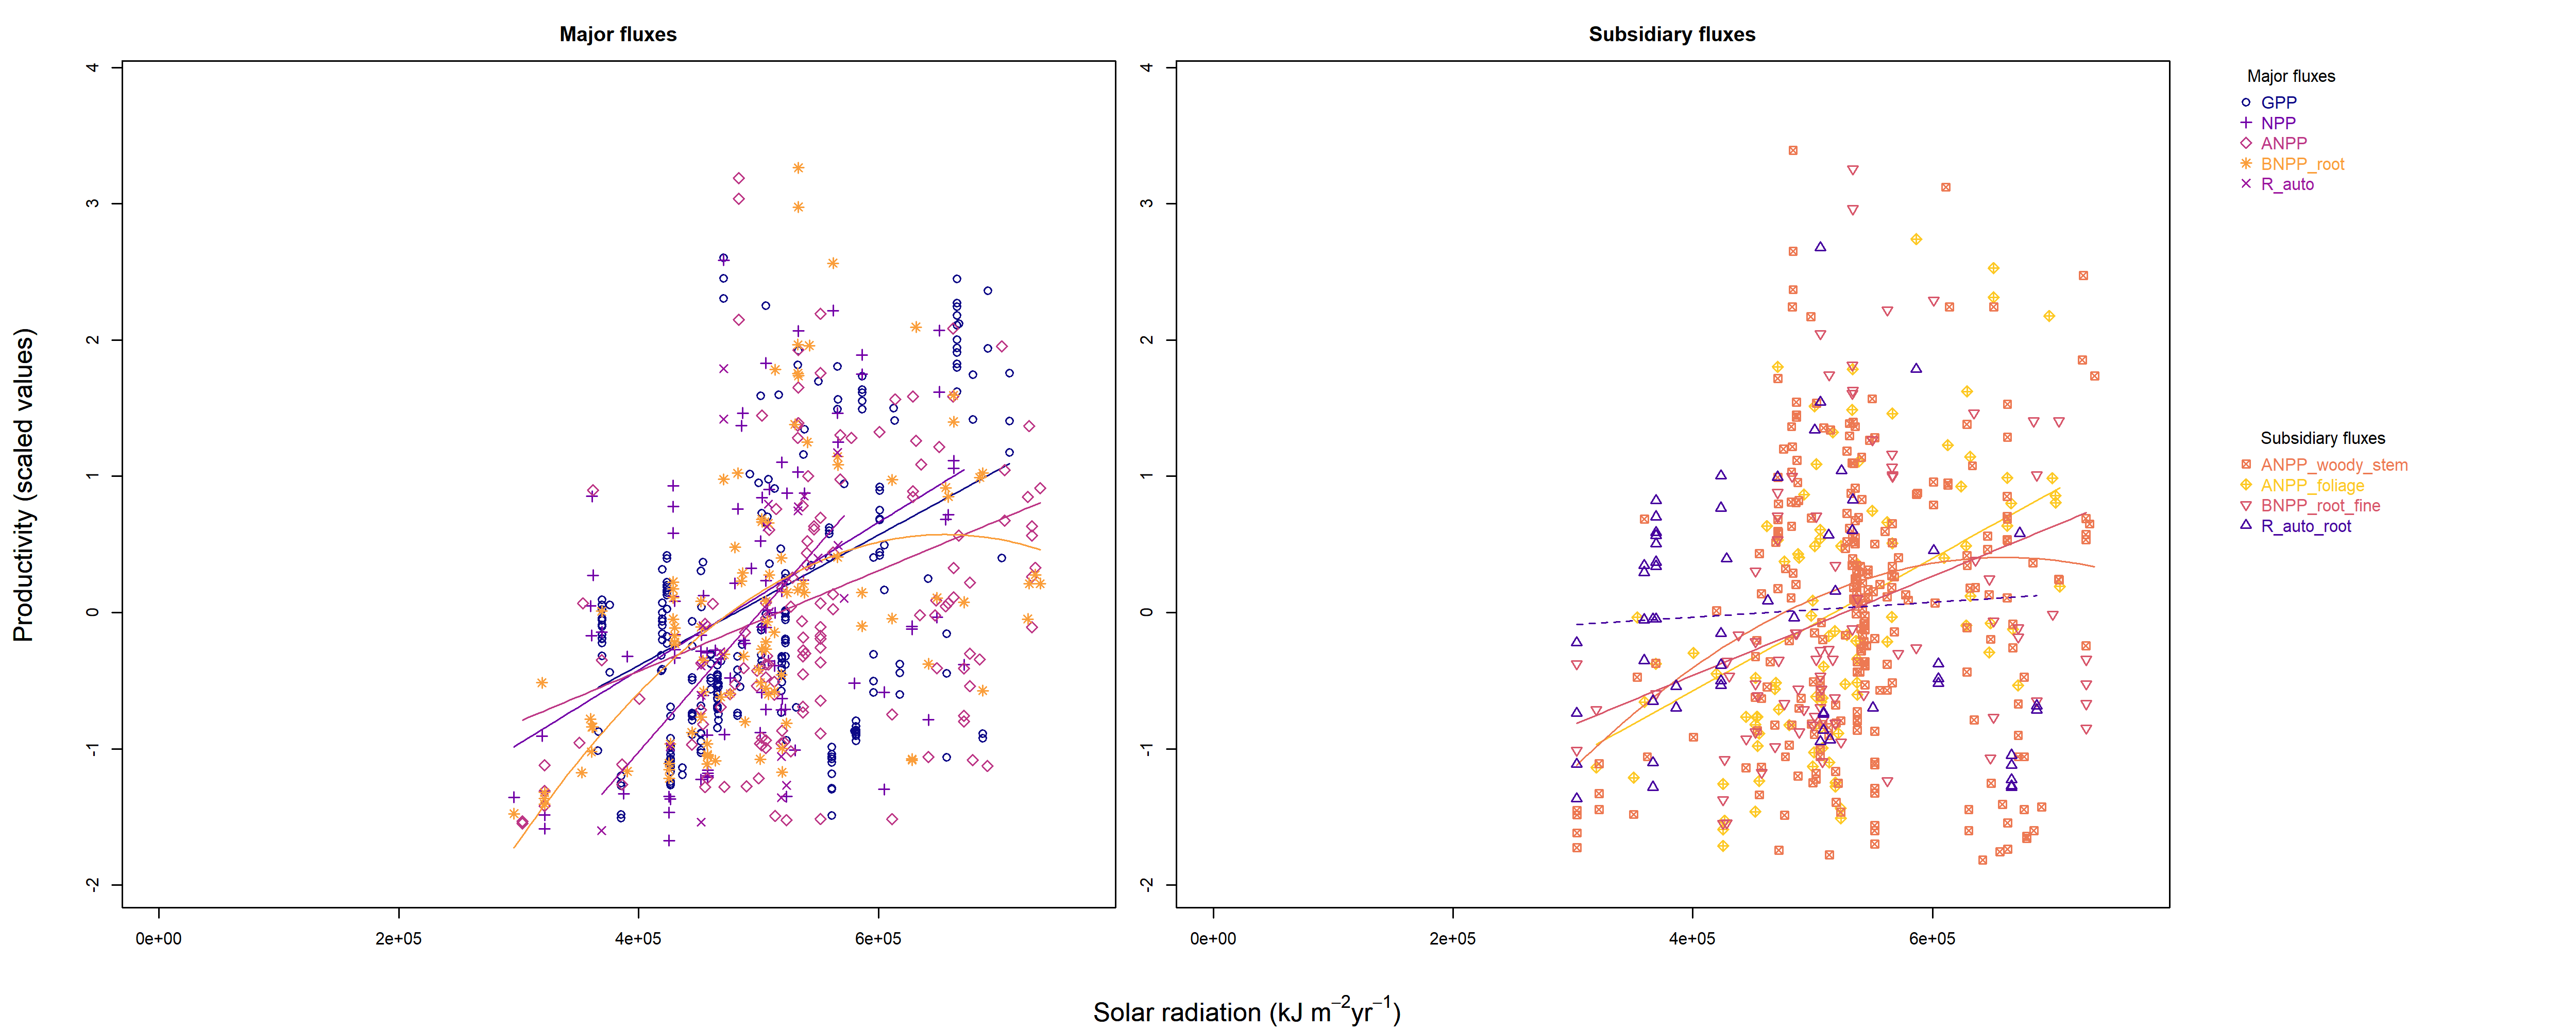 Major fluxes
Subsidiary fluxes
Productivity (scaled values)
4
3
2
1
0
-1
-2
0e+00 2e+05 4e+05 6e+05
4
3
2
1
0
-1
-2
0e+00 2e+05 4e+05 6e+05
Solar radiation (kJ m⁻²yr⁻¹)
Major fluxes
GPP
NPP
ANPP
BNPP_root
R_auto
Subsidiary fluxes
ANPP_woody_stem
ANPP_foliage
BNPP_root_fine
R_auto_root